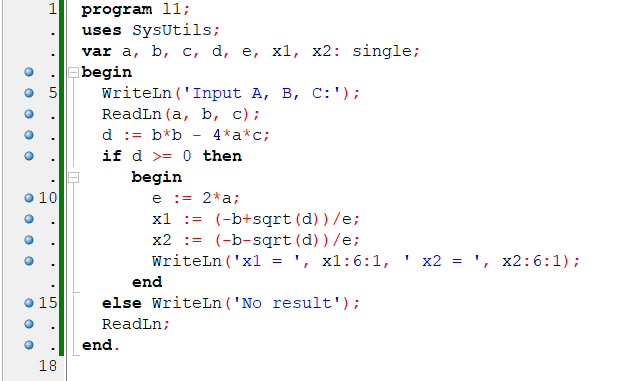 1 program l1;
. uses SysUtils;
. var a, b, c, d, e, x1, x2: single;
. begin
5 WriteLn('Input A, B, C:');
. ReadLn(a, b, c);
. d := b*b - 4*a*c;
. if d >= 0 then
. begin
10 e := 2*a;
. x1 := (-b+sqrt(d))/e;
. x2 := (-b-sqrt(d))/e;
. WriteLn('x1 = ', x1:6:1, ' x2 = ', x2:6:1);
. end
15 else WriteLn('No result');
. ReadLn;
. end.
18